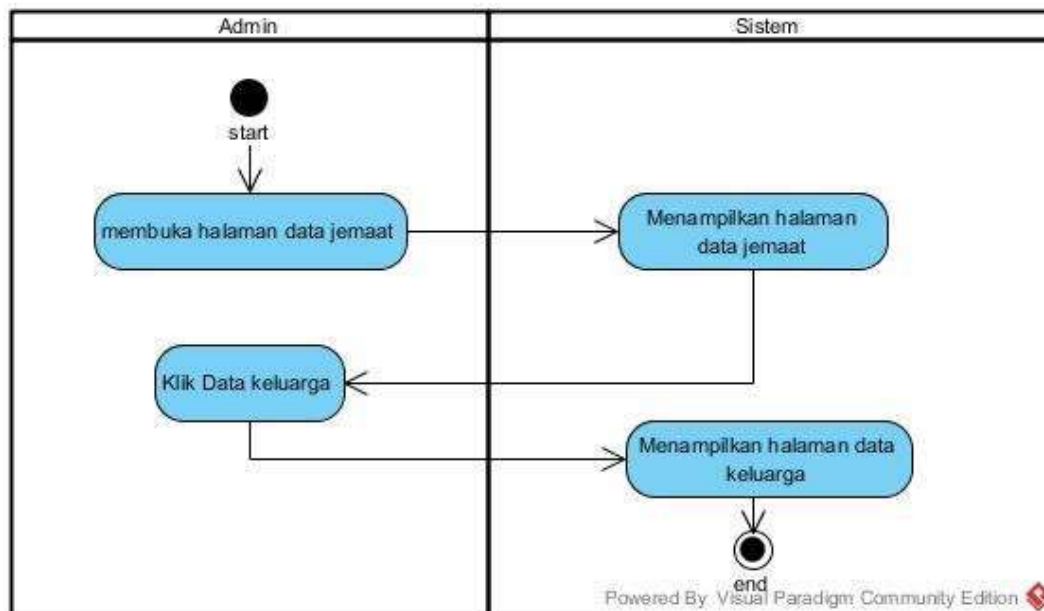 Admin
Sistem
start
membuka halaman data jemaat
Menampilkan halaman
data jemaat
Klik Data keluarga
Menampilkan halaman data
keluarga
end
Powered By Visual Paradigm Community Edition